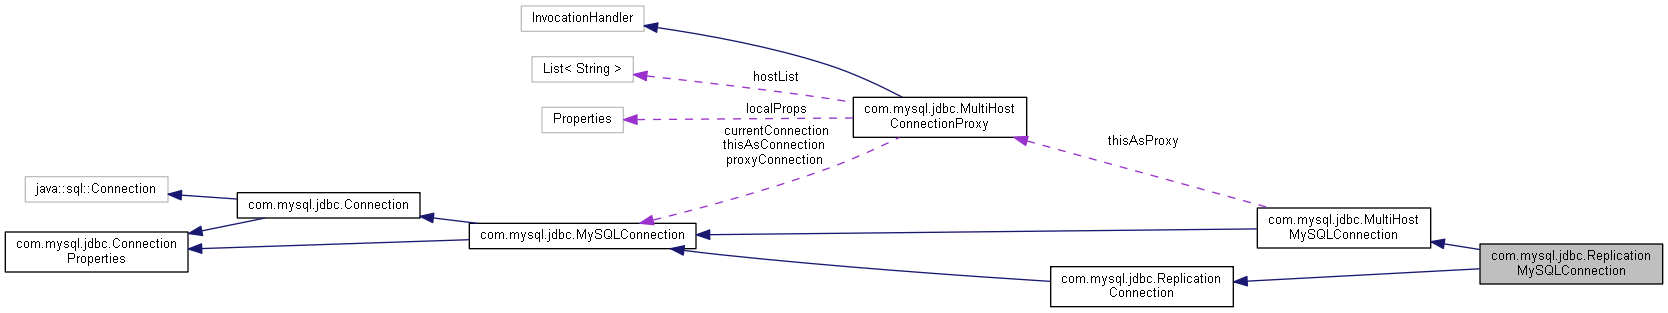 InvocationHandler
List< String >
hostList
Properties
localProps
currentConnection
thisAsConnection
proxyConnection
com.mysql.jdbc.MultiHost
ConnectionProxy
thisAsProxy
java::sql::Connection
com.mysql.jdbc.Connection
com.mysql.jdbc.Connection
Properties
com.mysql.jdbc.MySQLConnection
com.mysql.jdbc.MultiHost
MySQLConnection
com.mysql.jdbc.Replication
Connection
com.mysql.jdbc.Replication
MySQLConnection